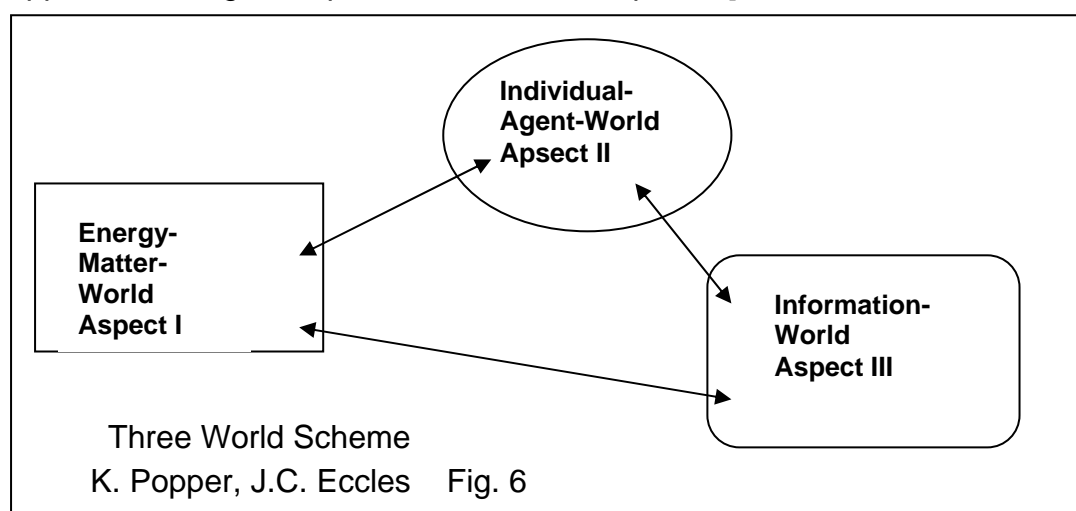 Individual-
Agent-World
Apsect II
Energy-
Matter-
World
Aspect I
Information-
World
Aspect III
Three World Scheme
K. Popper, J.C. Eccles Fig. 6